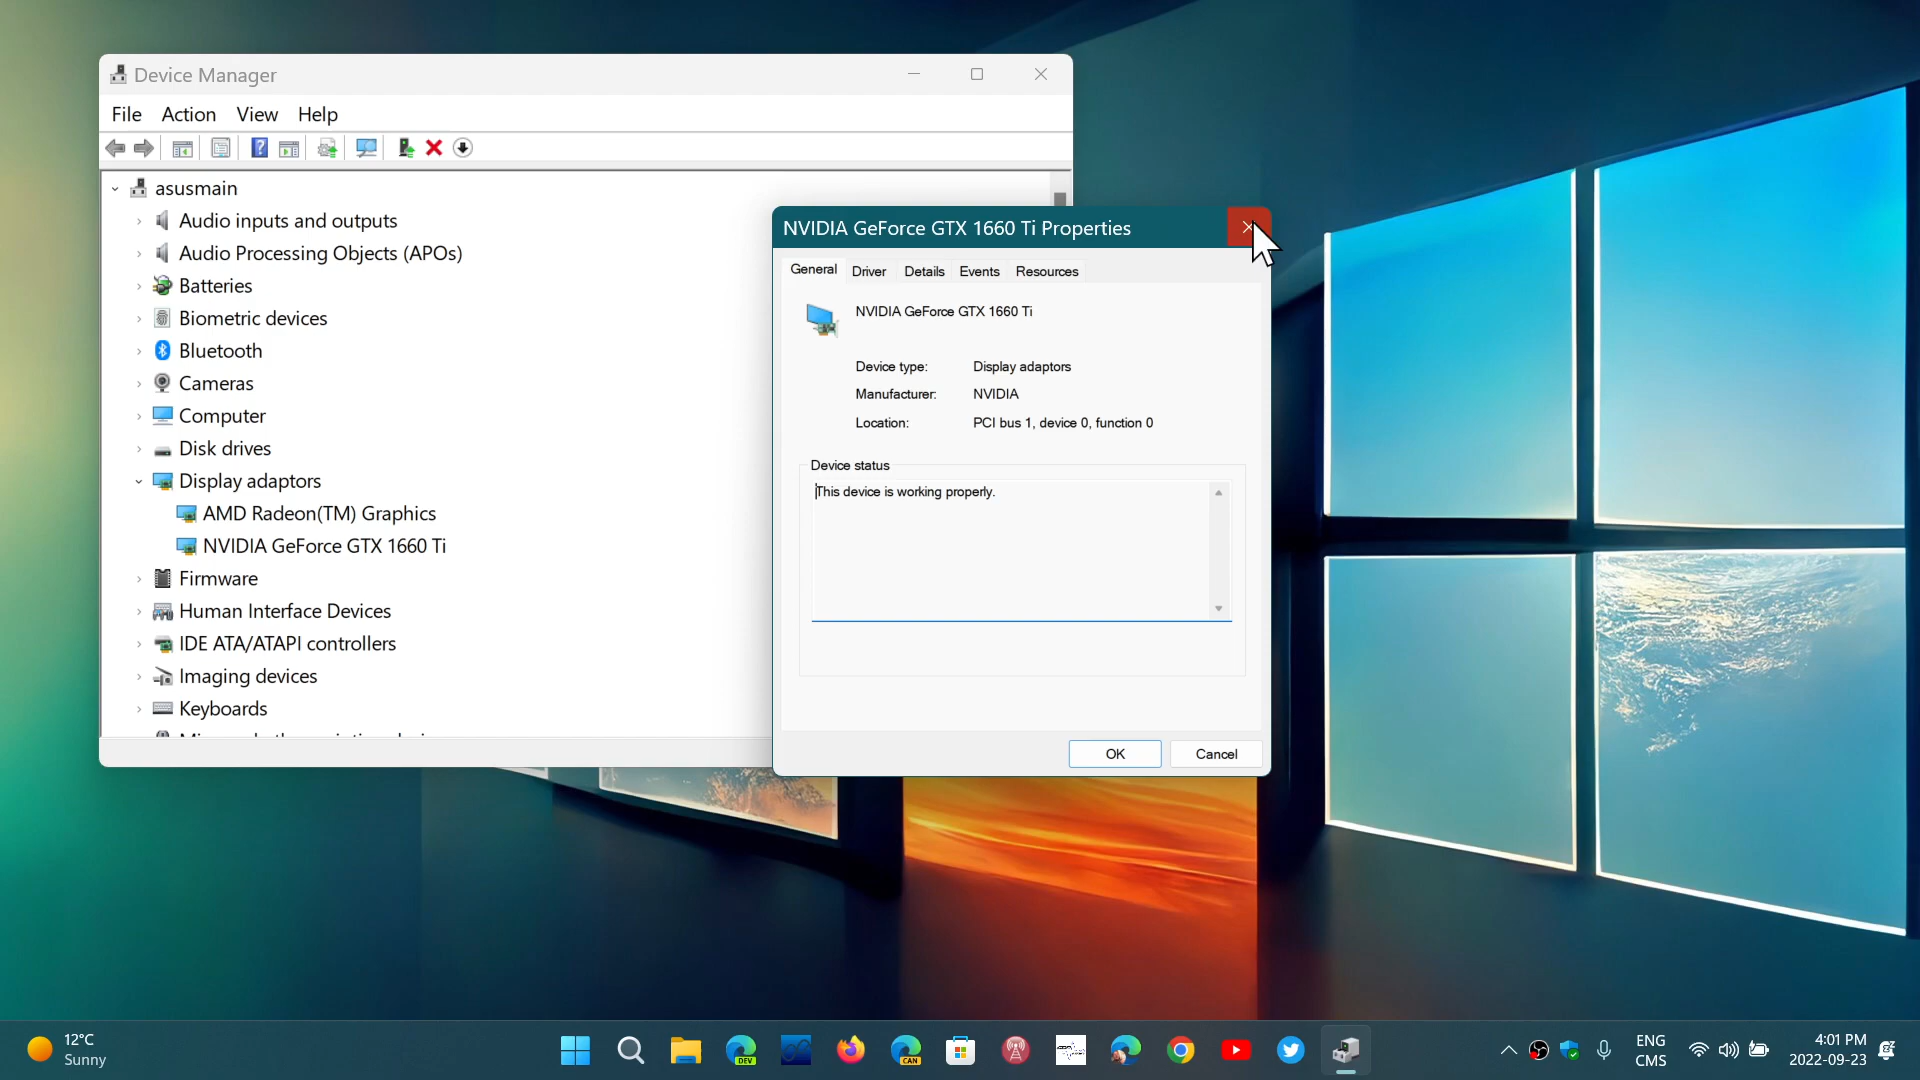 Device Manager
File Action View Help
asusmain
Audio inputs and outputs
Audio Processing Objects (APOs)
Batteries
Biometric devices
Bluetooth
Cameras
Computer
Disk drives
Display adaptors
AMD Radeon(TM) Graphics
NVIDIA GeForce GTX 1660 Ti
Firmware
Human Interface Devices
IDE ATA/ATAPI controllers
Imaging devices
Keyboards
NVIDIA GeForce GTX 1660 Ti Properties
General Driver Details Events Resources
NVIDIA GeForce GTX 1660 Ti
Device type: Display adaptors
Manufacturer: NVIDIA
Location: PCI bus 1, device 0, function 0
Device status
This device is working properly.
OK Cancel
12°C
Sunny
DEV
CAN
ENG
CMS
4:01 PM
2022-09-23